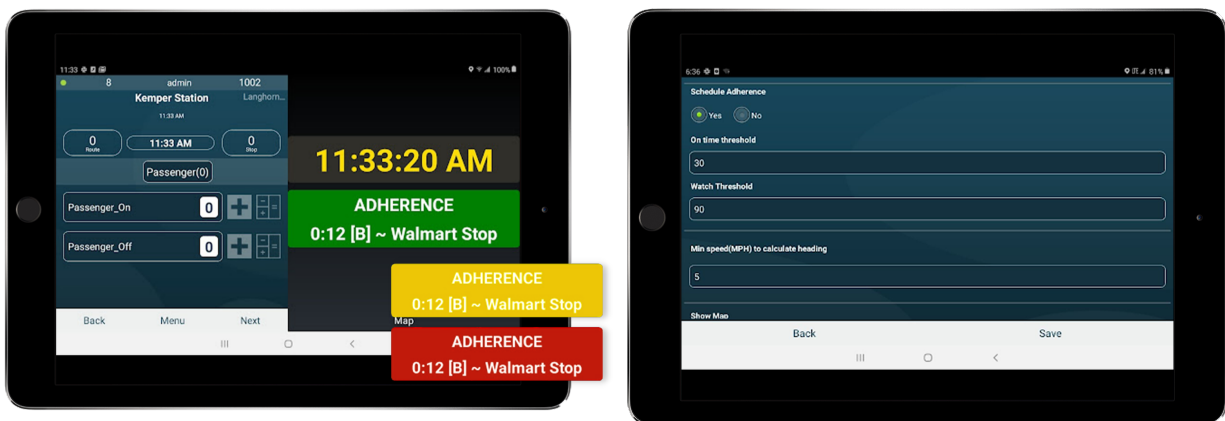 11:33
100%
8 admin 1002
Kemper Station Langhorn...
11:33 AM
0 11:33 AM 0
Route Stop
Passenger(0)
Passenger_On 0
Passenger_Off 0
Back Menu Next
11:33:20 AM
ADHERENCE
0:12 [B] ~ Walmart Stop
ADHERENCE
0:12 [B] ~ Walmart Stop
Map
ADHERENCE
0:12 [B] ~ Walmart Stop
6:36
81%
Schedule Adherence
Yes No
On time threshold
30
Watch Threshold
90
Min speed(MPH) to calculate heading
5
Show Map
Back Save